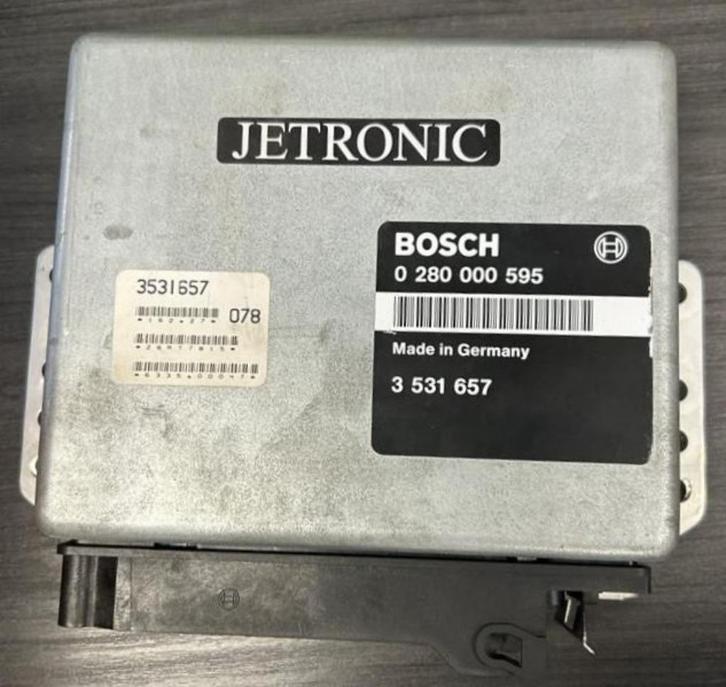 JETRONIC
BOSCH
0 280 000 595
Made in Germany
3 531 657
3531657
078